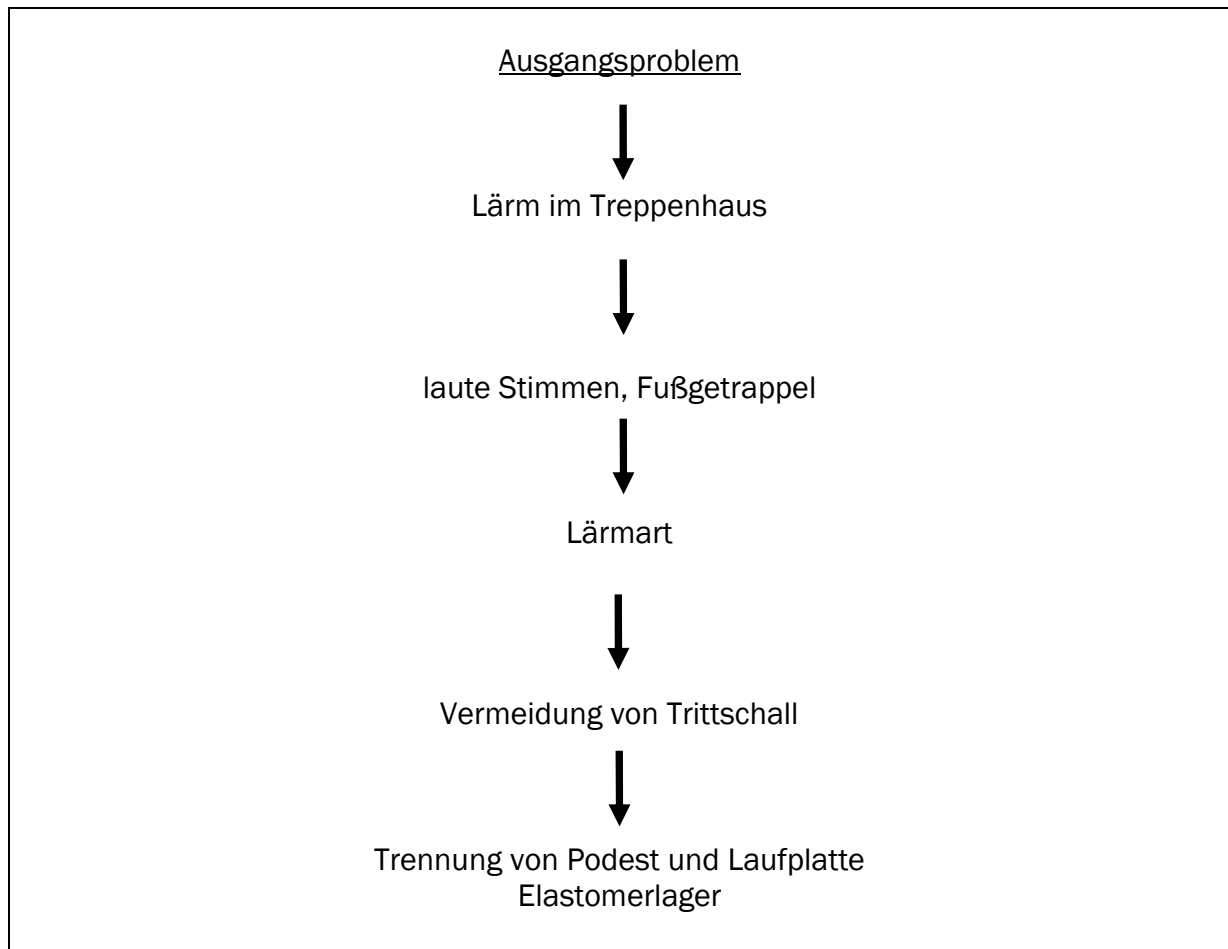 Ausgangsproblem
Lärm im Treppenhaus
laute Stimmen, Fußgetrappel
Lärmart
Vermeidung von Trittschall
Trennung von Podest und Laufplatte
Elastomerlager